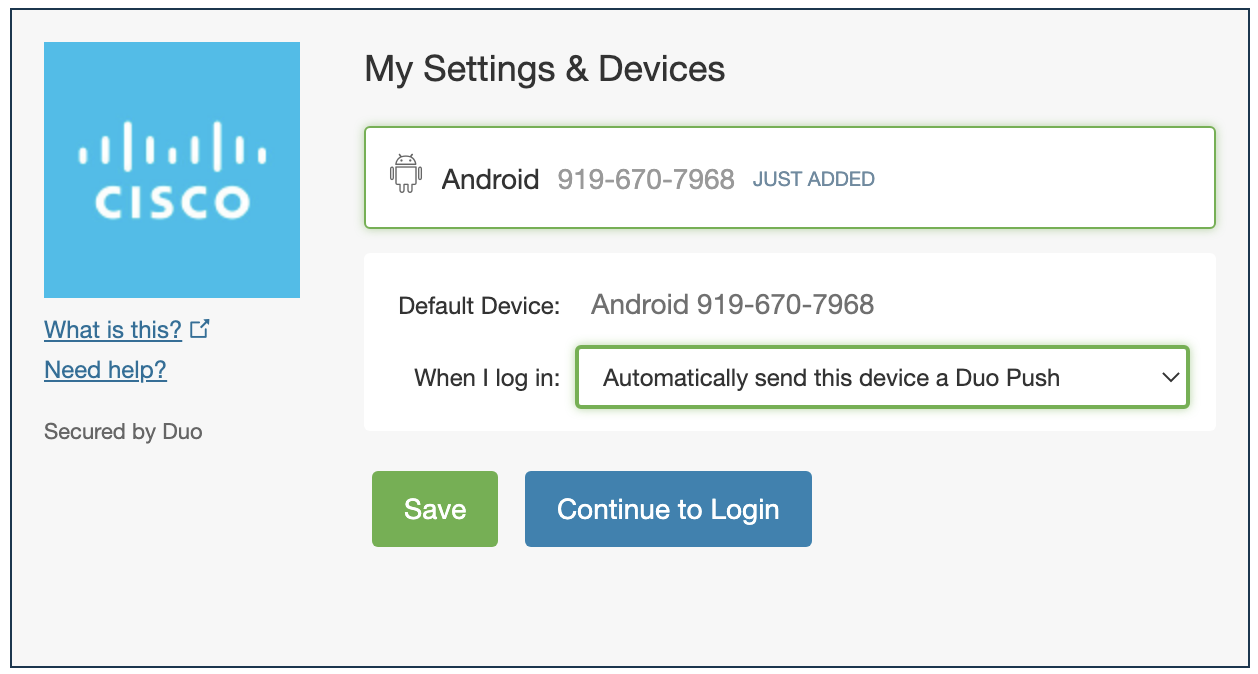 CISCO
What is this?
Need help?
Secured by Duo
My Settings & Devices
Android 919-670-7968 JUST ADDED
Default Device: Android 919-670-7968
When I log in: Automatically send this device a Duo Push
Save Continue to Login